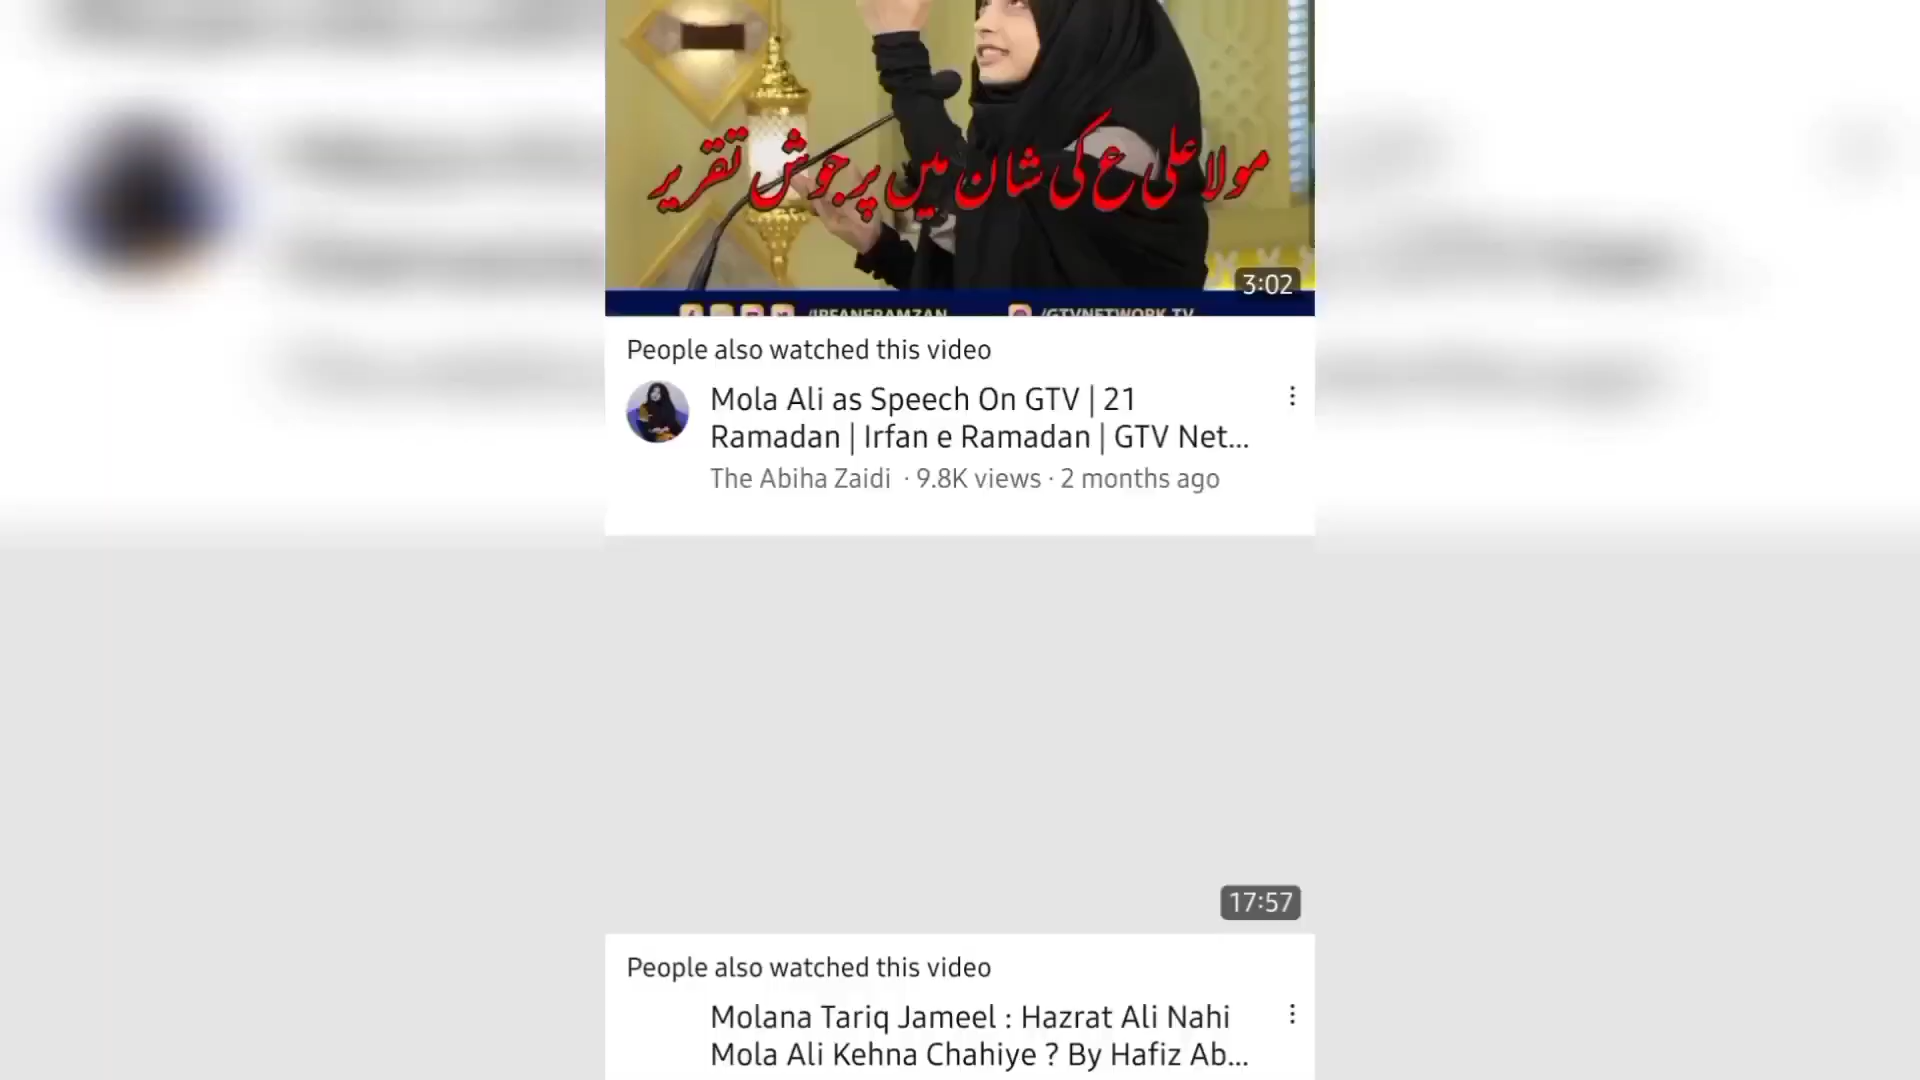 مولا علی ع کی شان میں پر جوش تقریر
3:02
/IRFANERAMZAN /GTVNETWORK.TV
People also watched this video
Mola Ali as Speech On GTV | 21
Ramadan | Irfan e Ramadan | GTV Net...
The Abiha Zaidi · 9.8K views · 2 months ago
17:57
People also watched this video
Molana Tariq Jameel : Hazrat Ali Nahi
Mola Ali Kehna Chahiye ? By Hafiz Ab...